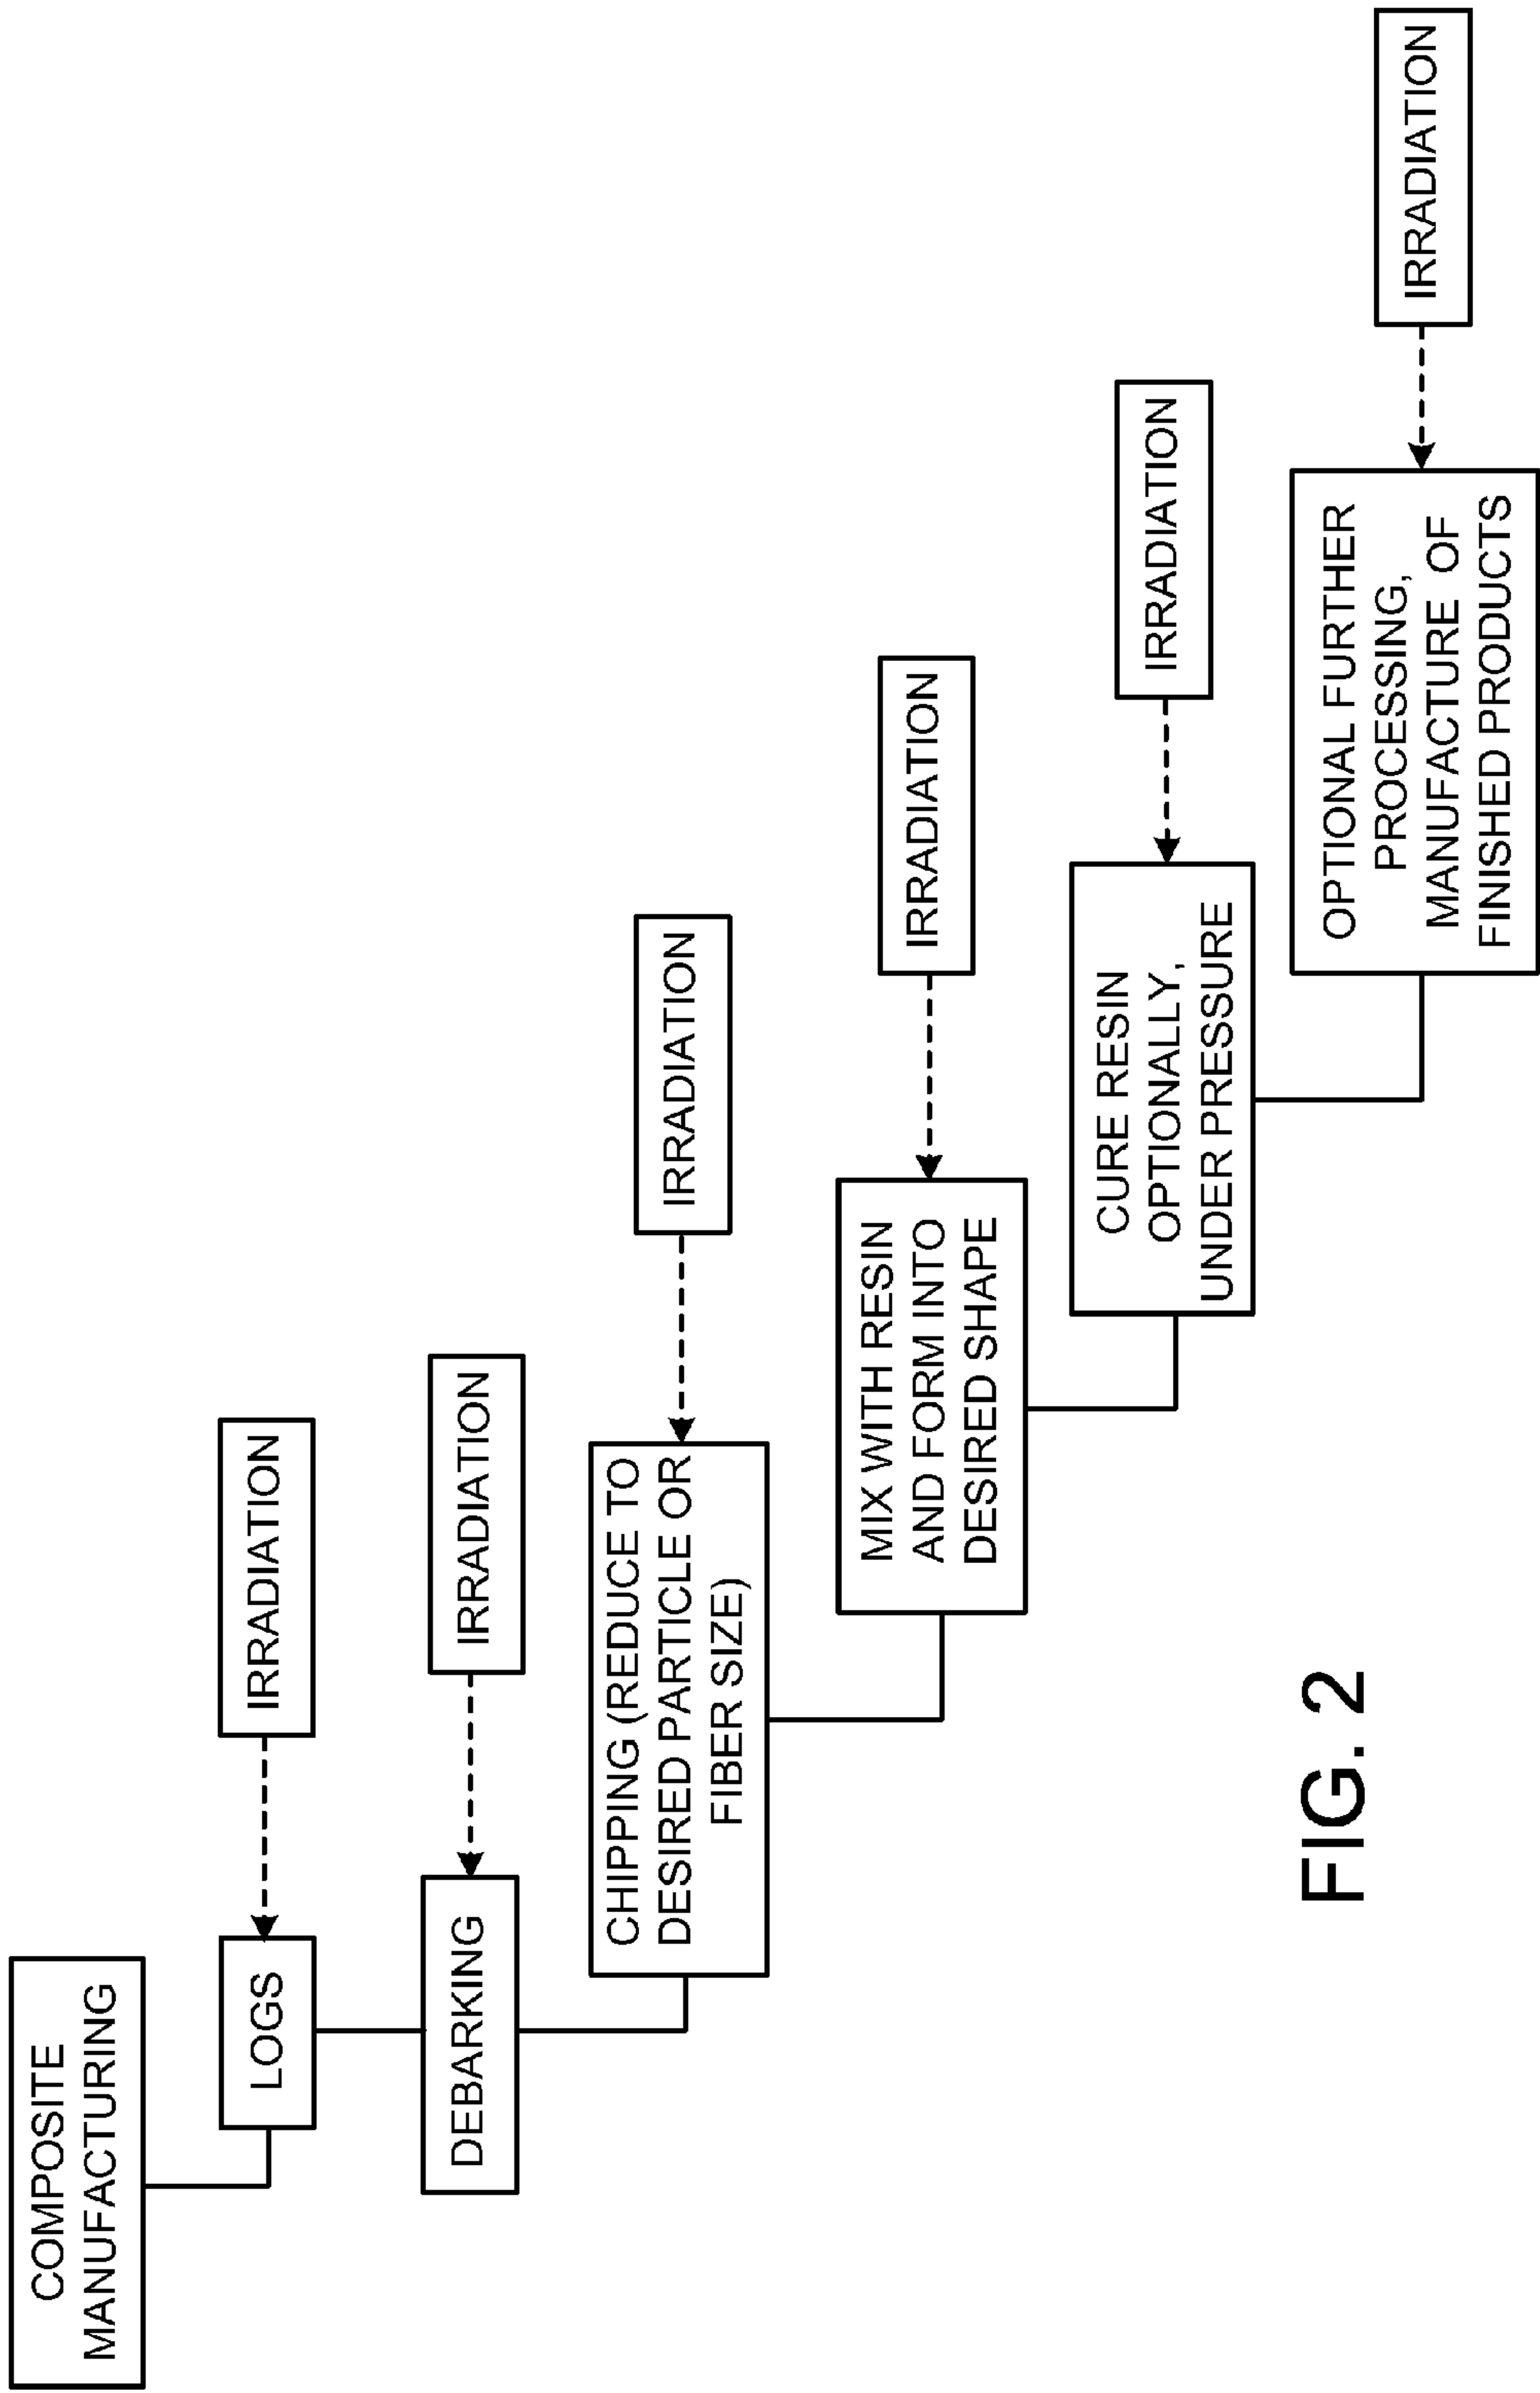 COMPOSITE
MANUFACTURING
LOGS
IRRADIATION
DEBARKING
IRRADIATION
CHIPPING (REDUCE TO
DESIRED PARTICLE OR
FIBER SIZE)
IRRADIATION
MIX WITH RESIN
AND FORM INTO
DESIRED SHAPE
IRRADIATION
CURE RESIN
OPTIONALLY,
UNDER PRESSURE
IRRADIATION
OPTIONAL FURTHER
PROCESSING,
MANUFACTURE OF
FINISHED PRODUCTS
IRRADIATION
FIG. 2